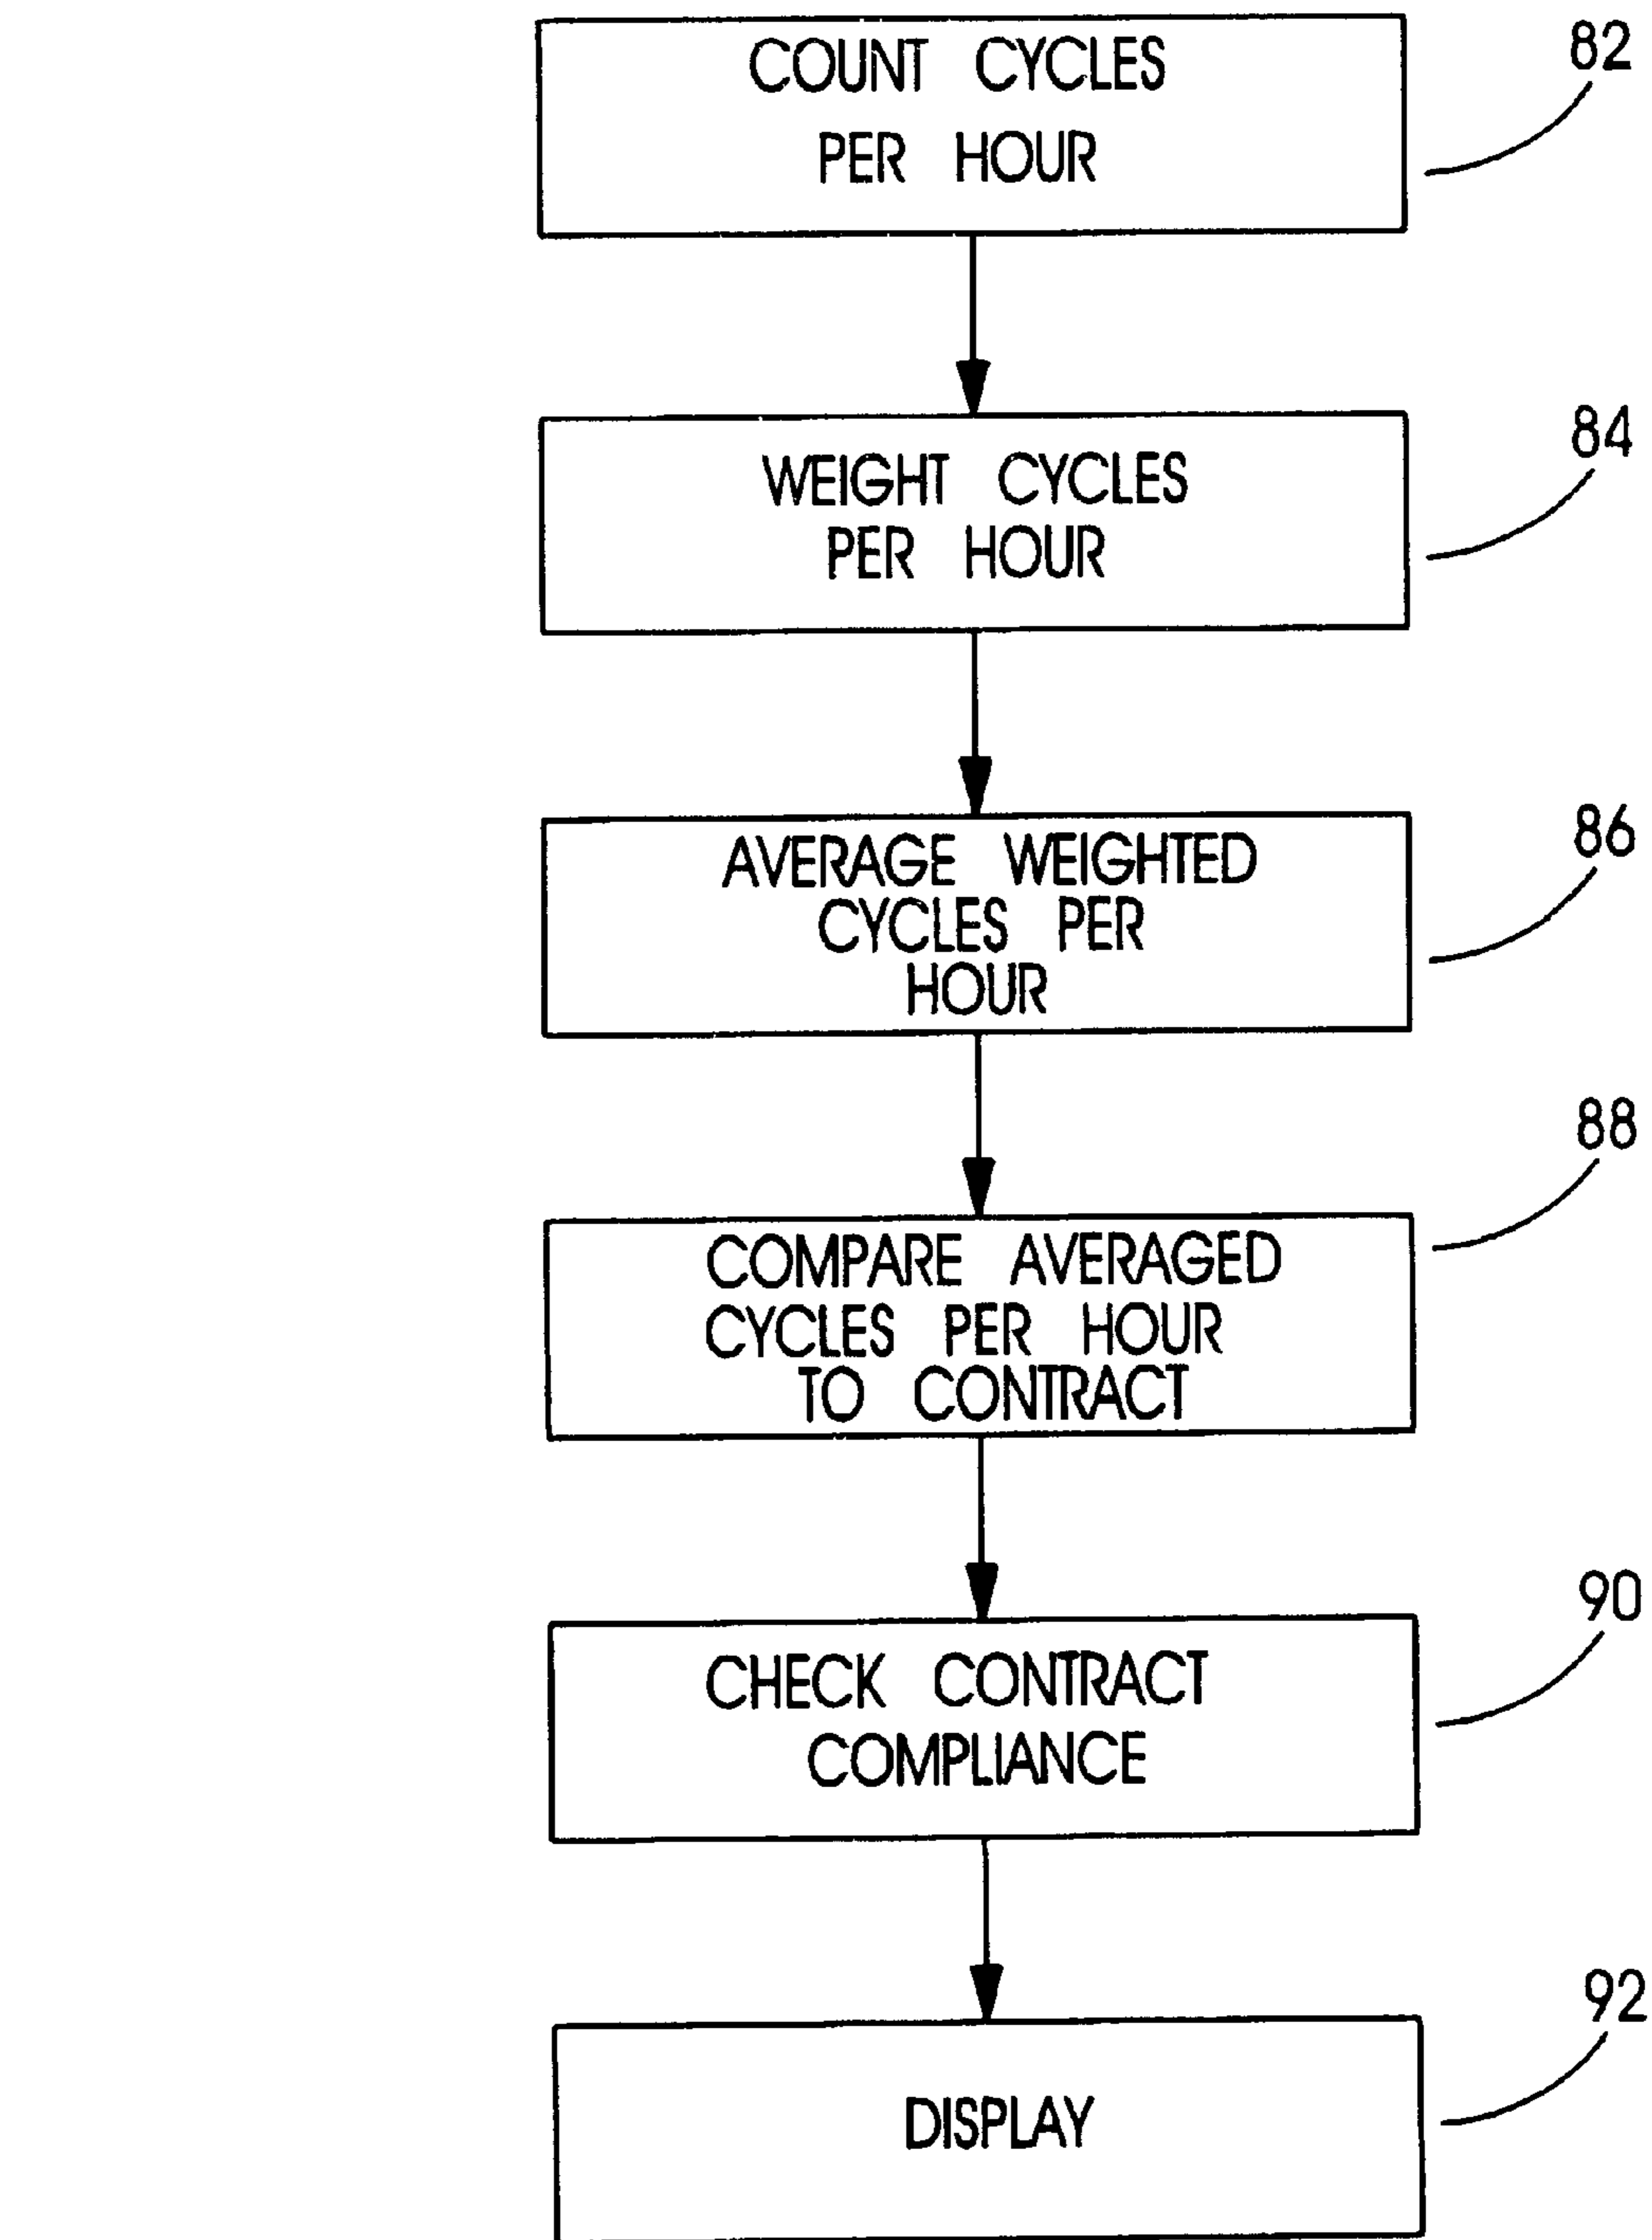 COUNT CYCLES
PER HOUR
82
WEIGHT CYCLES
PER HOUR
84
AVERAGE WEIGHTED
CYCLES PER
HOUR
86
COMPARE AVERAGED
CYCLES PER HOUR
TO CONTRACT
88
CHECK CONTRACT
COMPLIANCE
90
DISPLAY
92